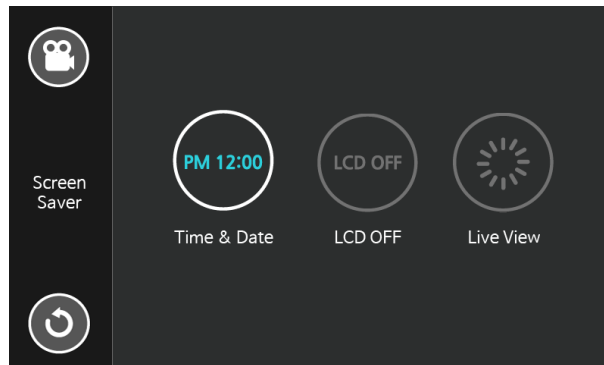 Screen
Saver
PM 12:00
LCD OFF
Time & Date
LCD OFF
Live View